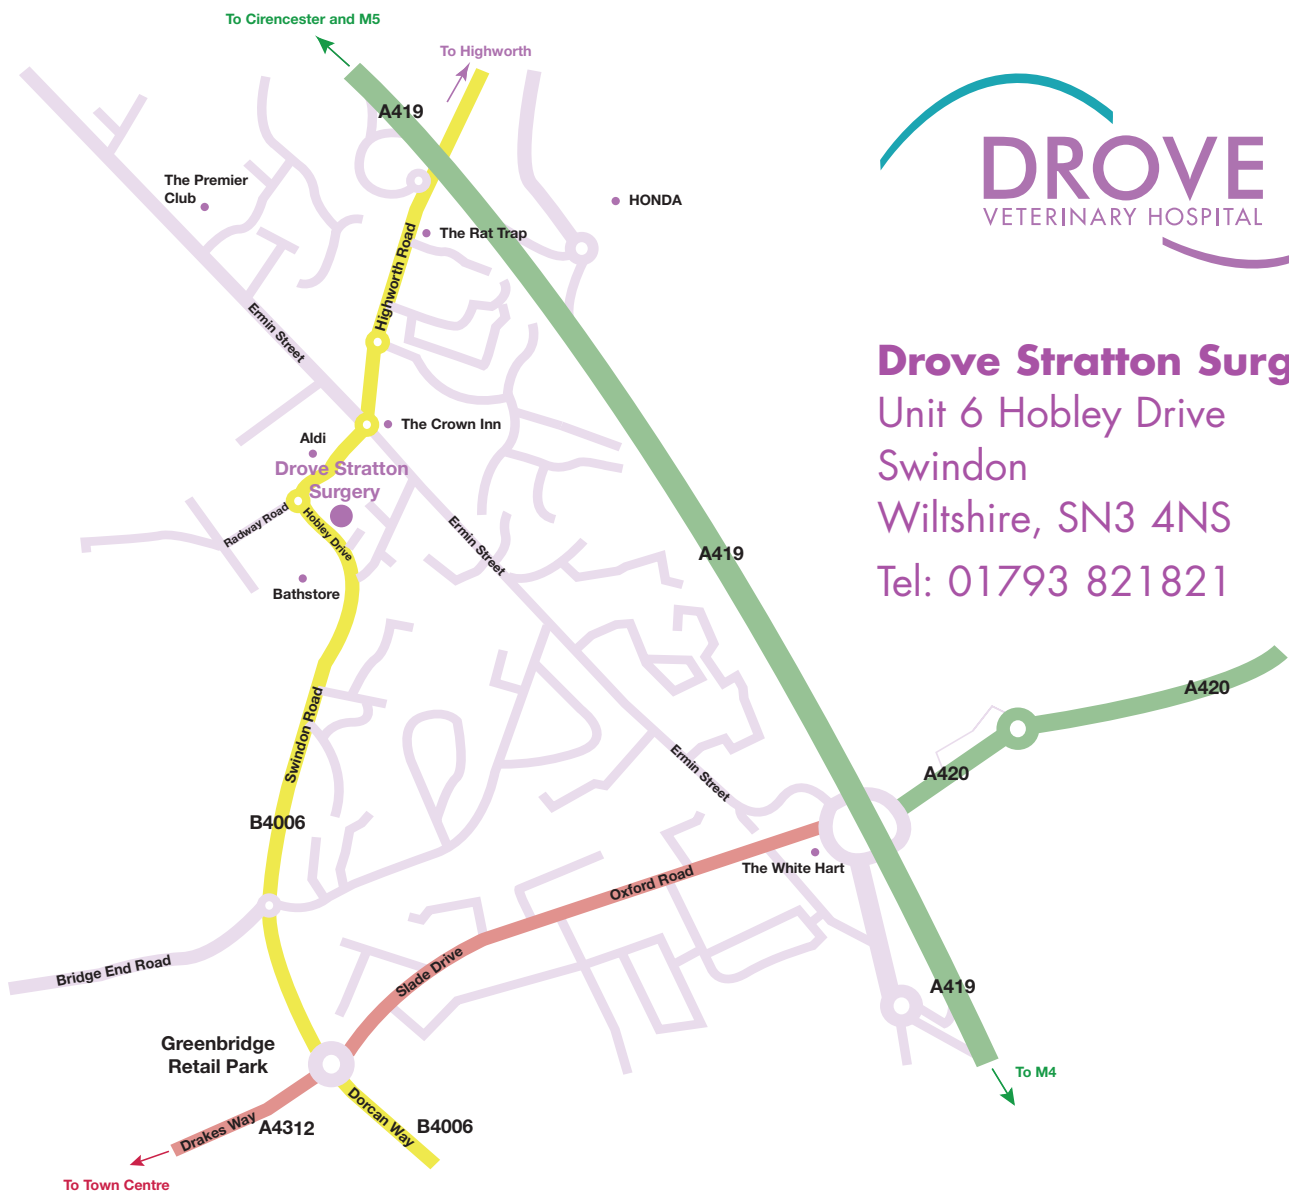 To Cirencester and M5
To Highworth
A419
DROVE
VETERINARY HOSPITAL
The Premier
Club
HONDA
The Rat Trap
Highworth Road
Ermin Street
Drove Stratton Surg
Unit 6 Hobley Drive
Swindon
Wiltshire, SN3 4NS
Tel: 01793 821821
The Crown Inn
Aldi
Drove Stratton
Surgery
Radway Road
Hobley Drive
Ermin Street
A419
Bathstore
Swindon Road
A420
A420
Ermin Street
B4006
The White Hart
Oxford Road
Bridge End Road
Slade Drive
A419
Greenbridge
Retail Park
To M4
Drakes Way
A4312
Dorcan Way
B4006
To Town Centre